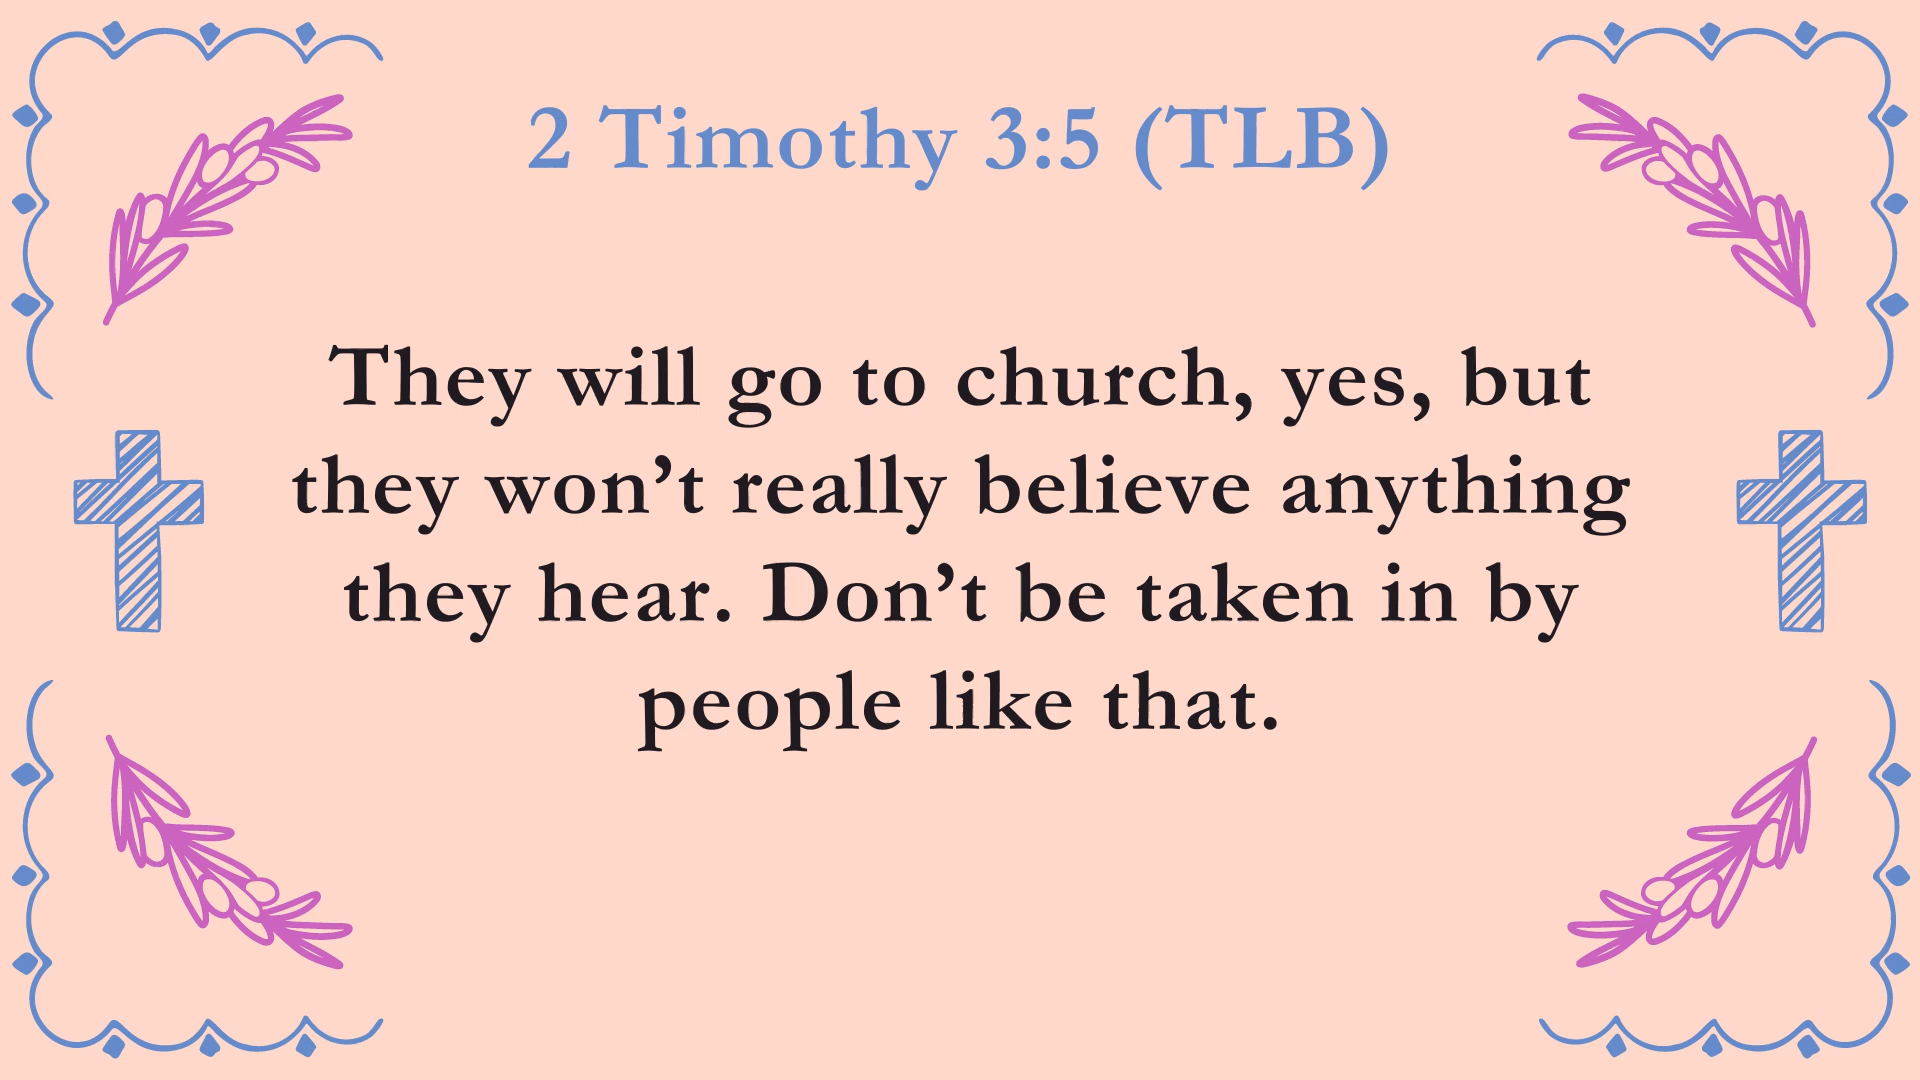 2 Timothy 3:5 (TLB)
They will go to church, yes, but
they won’t really believe anything
they hear. Don’t be taken in by
people like that.